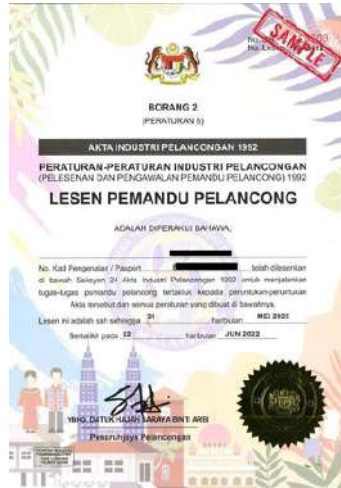 SAMPLE
BORANG 2
(PERATURAN 5)
AKTA INDUSTRI PELANCONGAN 1992
PERATURAN-PERATURAN INDUSTRI PELANCONGAN
(PELESENAN DAN PENGAWALAN PEMANDU PELANCONG) 1992
LESEN PEMANDU PELANCONG
ADALAH DIPERAKUI BAHAWA,
No. Kad Pengenalan / Pasport telah dilesenkan
di bawah Seksyen 21 Akta Industri Pelancongan 1992 untuk menjalankan
tugas-tugas pemandu pelancong tertakluk kepada peruntukan-peruntukan
Akta tersebut dan semua peraturan yang dibuat di bawahnya.
Lesen ini adalah sah sehingga 31 haribulan MEI 2025
Bertarikh pada 22 haribulan JUN 2022
YBHG. DATUK HAJAH SARAYA BINTI ARBI
Pesuruhjaya Pelancongan